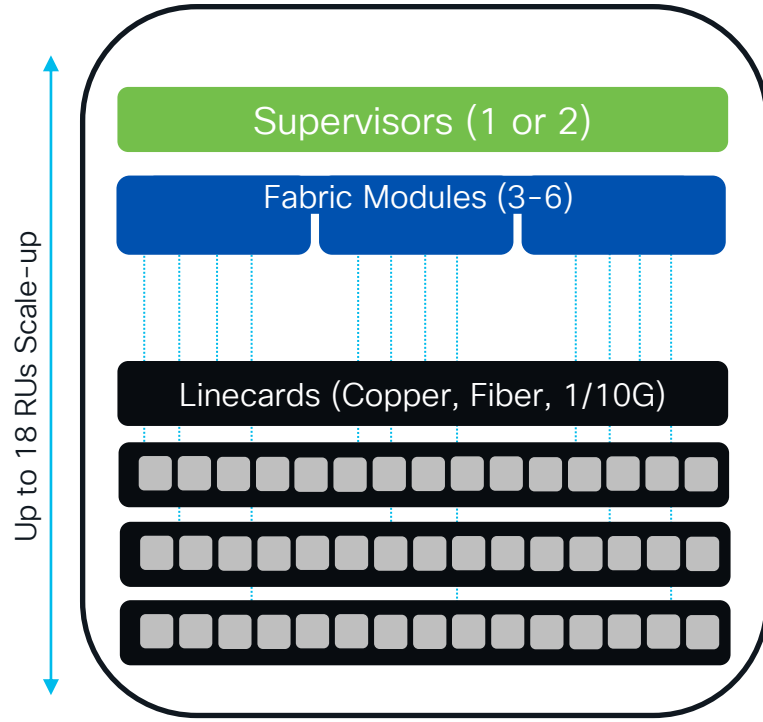 Supervisors (1 or 2)
Fabric Modules (3-6)
Up to 18 RUs Scale-up
Linecards (Copper, Fiber, 1/10G)